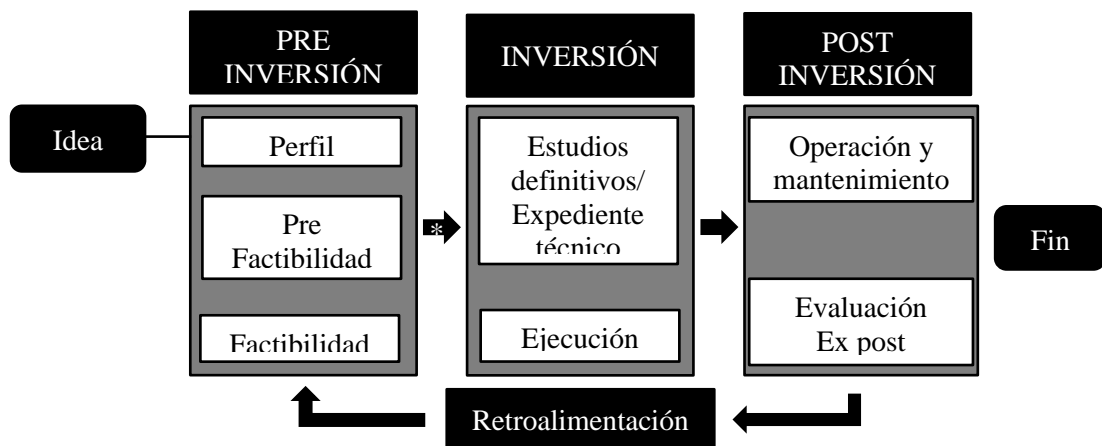 PRE
INVERSIÓN
INVERSIÓN
POST
INVERSIÓN
Idea
Perfil
Pre
Factibilidad
Factibilidad
*
Estudios
definitivos/
Expediente
técnico
Ejecución
Operación y
mantenimiento
Evaluación
Ex post
Fin
Retroalimentación